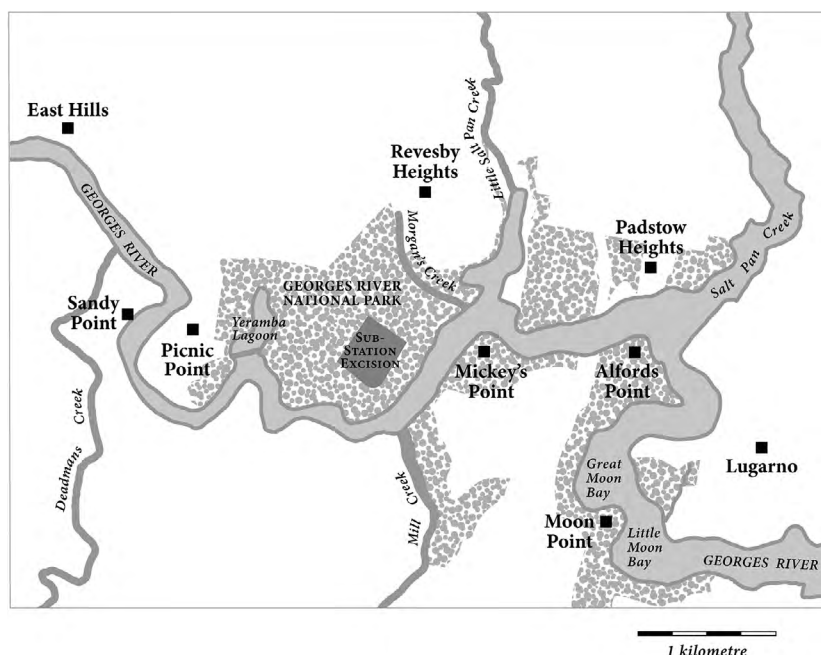 East Hills
GEORGES RIVER
Sandy
Point
Picnic
Point
Deadmans Creek
Revesby
Heights
Little Salt Pan Creek
Morgan's Creek
GEORGES RIVER
NATIONAL PARK
Yeramba
Lagoon
SUB-
STATION
EXCISION
Padstow
Heights
Salt Pan Creek
Mickey's
Point
Alfords
Point
Mill Creek
Great
Moon
Bay
Lugarno
Moon
Point
Little
Moon
Bay
GEORGES RIVER
1 kilometre